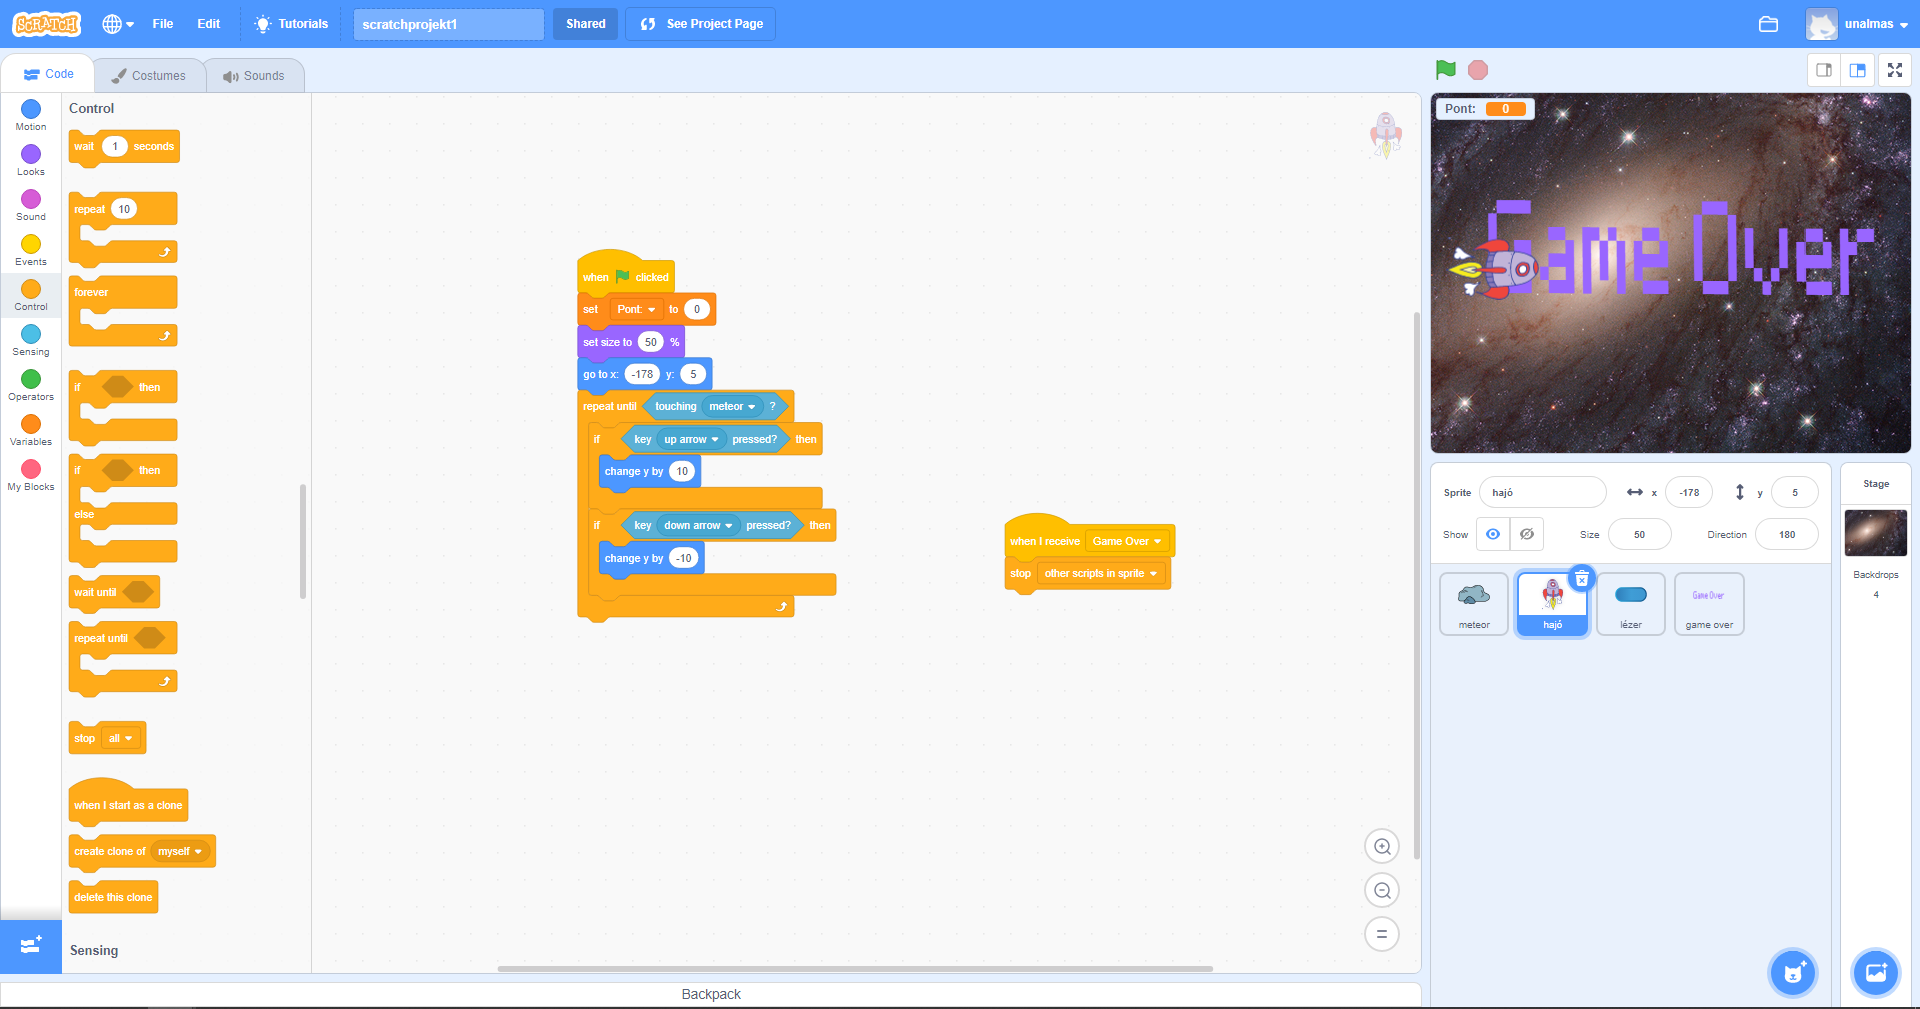 SCRATCH
File
Edit
Tutorials
scratchprojekt1
Shared
See Project Page
unalmas
Code
Costumes
Sounds
Motion
Looks
Sound
Events
Control
Sensing
Operators
Variables
My Blocks
Control
wait 1 seconds
repeat 10
forever
if then
if then
else
wait until
repeat until
stop all
when I start as a clone
create clone of myself
delete this clone
Sensing
when clicked
set Pont: to 0
set size to 50 %
go to x: -178 y: 5
repeat until touching meteor ?
if key up arrow pressed? then
change y by 10
if key down arrow pressed? then
change y by -10
when I receive Game Over
stop other scripts in sprite
Backpack
Pont: 0
Game Over
Sprite hajó x -178 y 5
Show Size 50 Direction 180
meteor
hajó
lézer
Game Over
game over
Stage
Backdrops
4